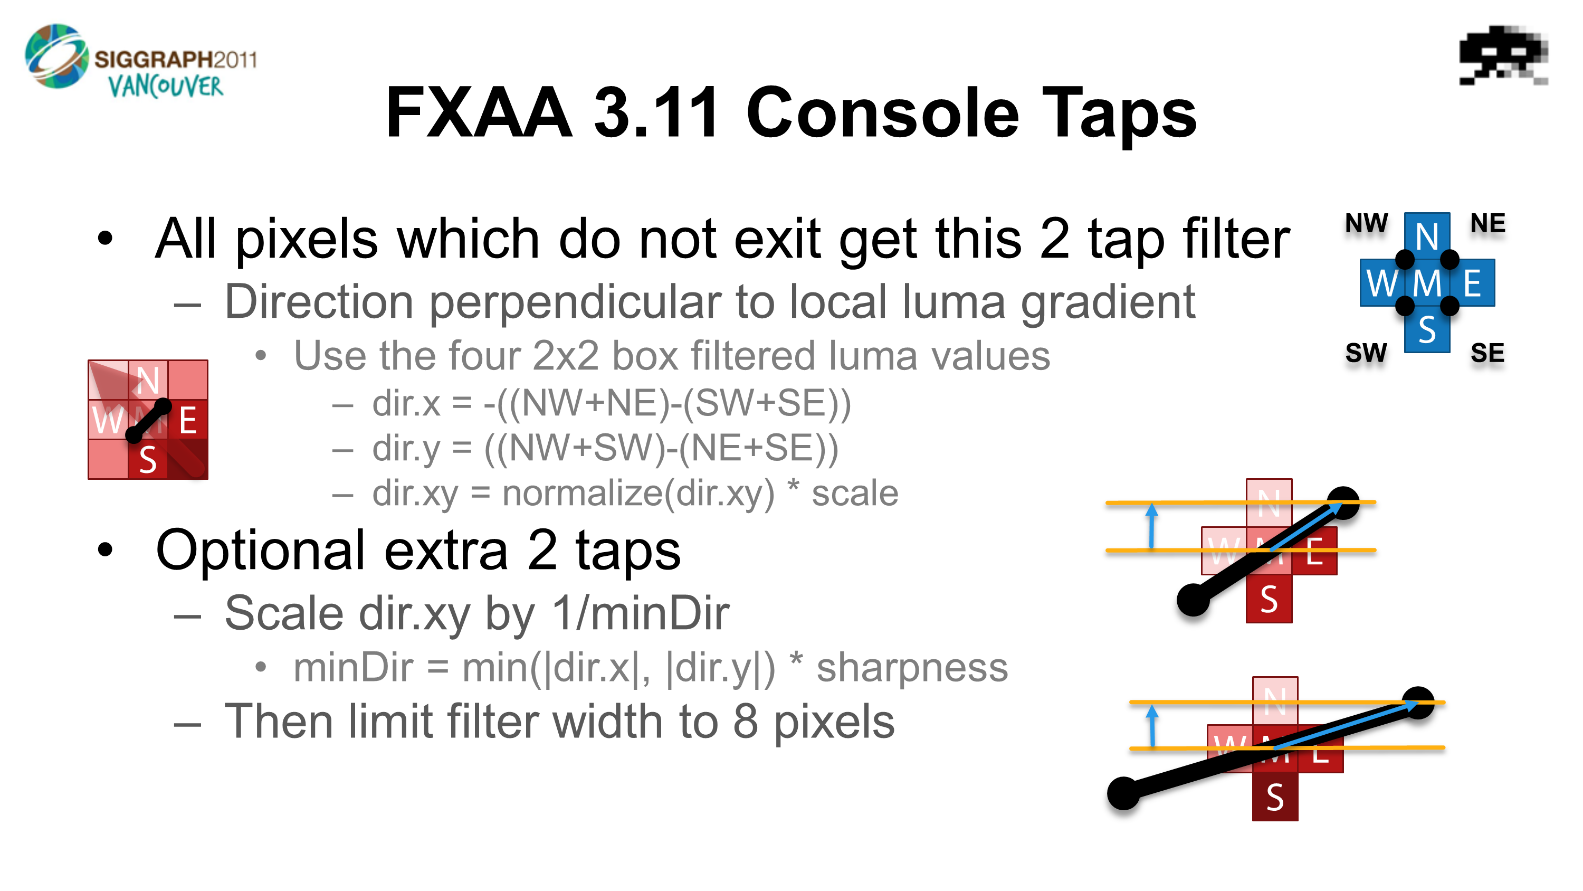 SIGGRAPH2011
VANCOUVER
FXAA 3.11 Console Taps
• All pixels which do not exit get this 2 tap filter
– Direction perpendicular to local luma gradient
• Use the four 2x2 box filtered luma values
– dir.x = -((NW+NE)-(SW+SE))
– dir.y = ((NW+SW)-(NE+SE))
– dir.xy = normalize(dir.xy) * scale
• Optional extra 2 taps
– Scale dir.xy by 1/minDir
• minDir = min(|dir.x|, |dir.y|) * sharpness
– Then limit filter width to 8 pixels
NW N NE
W M E
SW S SE
N
W E
S
N
W M E
S
N
W M E
S